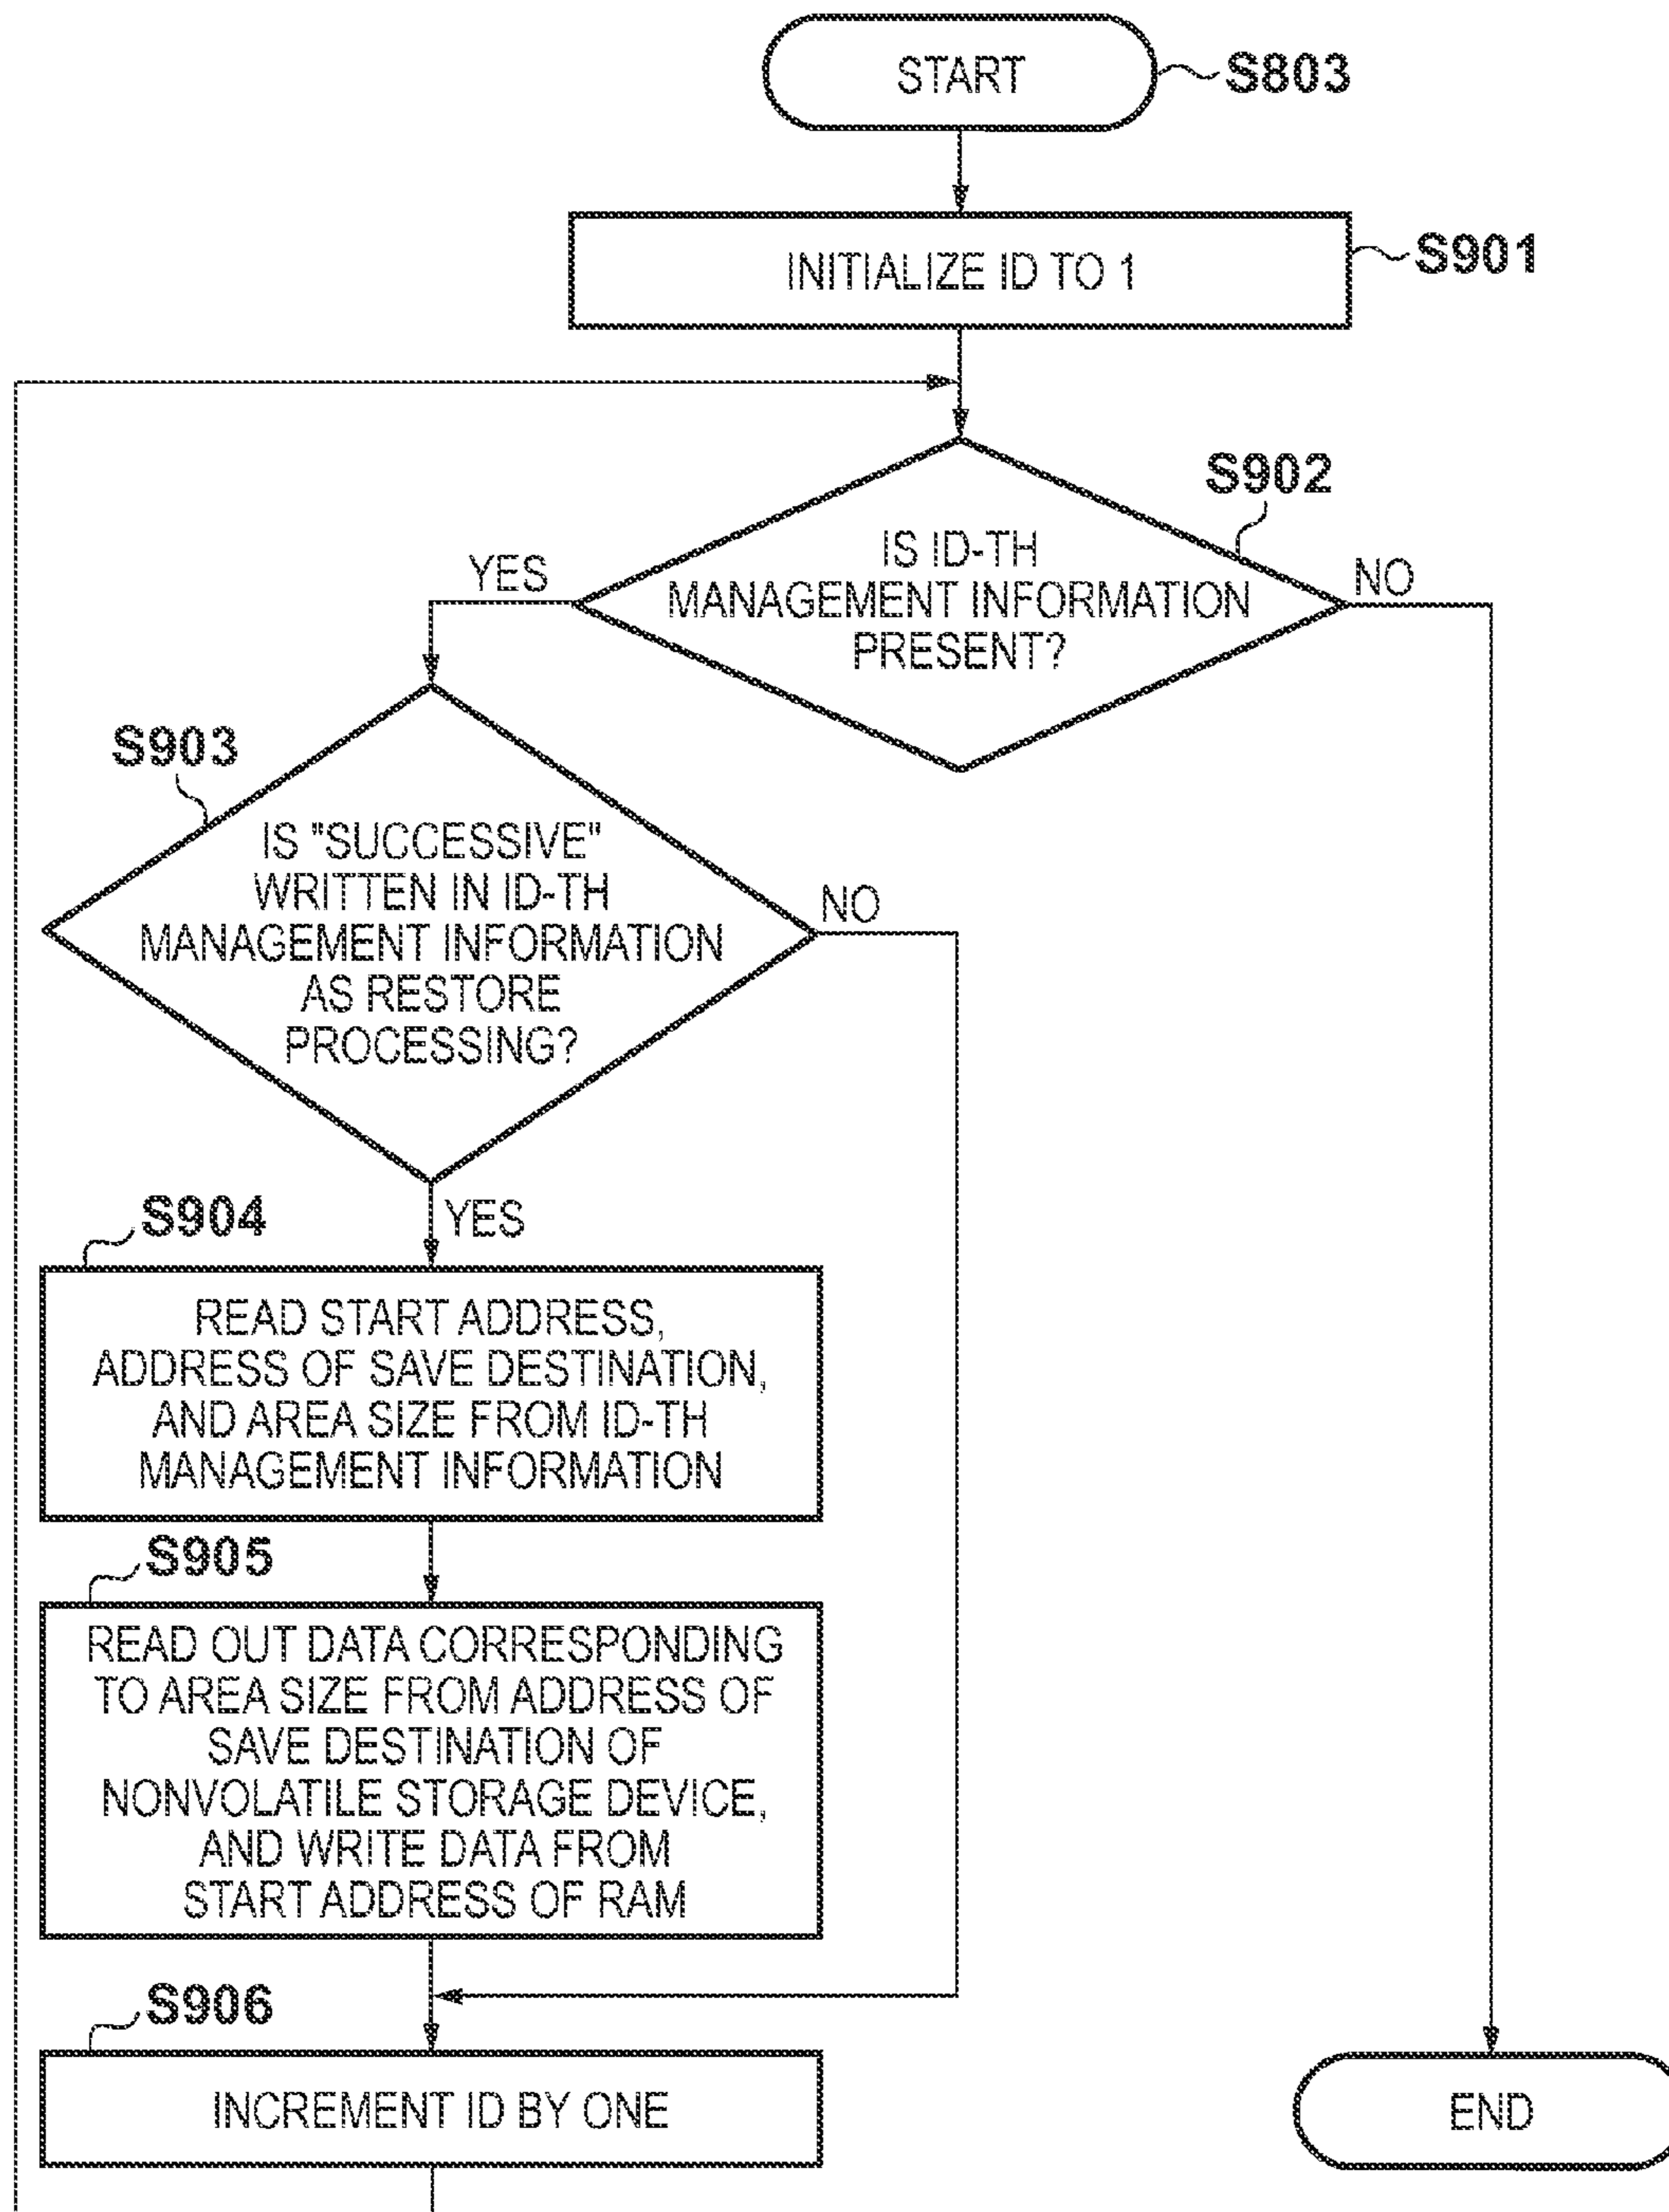 START
S803
INITIALIZE ID TO 1
S901
S902
IS ID-TH
MANAGEMENT INFORMATION
PRESENT?
YES
NO
S903
IS "SUCCESSIVE"
WRITTEN IN ID-TH
MANAGEMENT INFORMATION
AS RESTORE
PROCESSING?
NO
YES
S904
READ START ADDRESS,
ADDRESS OF SAVE DESTINATION,
AND AREA SIZE FROM ID-TH
MANAGEMENT INFORMATION
S905
READ OUT DATA CORRESPONDING
TO AREA SIZE FROM ADDRESS OF
SAVE DESTINATION OF
NONVOLATILE STORAGE DEVICE,
AND WRITE DATA FROM
START ADDRESS OF RAM
S906
INCREMENT ID BY ONE
END